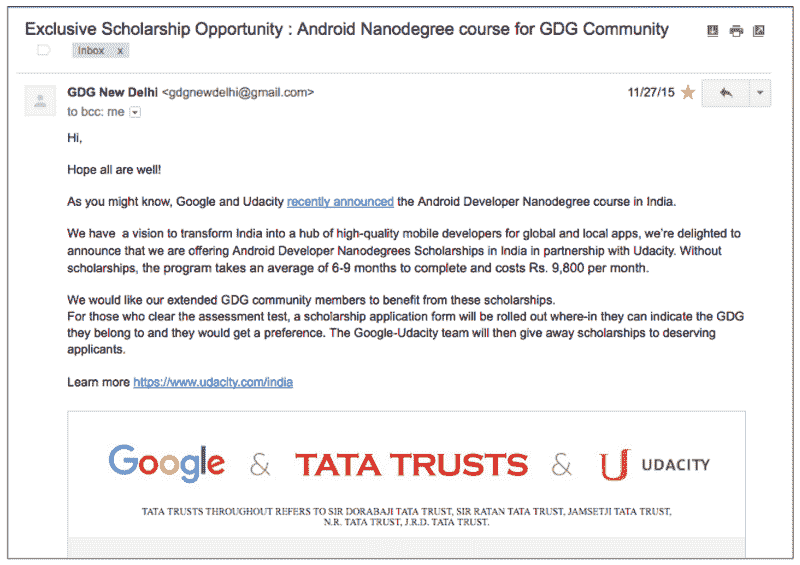 Exclusive Scholarship Opportunity : Android Nanodegree course for GDG Community
Inbox x
GDG New Delhi <gdgnewdelhi@gmail.com> 11/27/15
to bcc: me
Hi,
Hope all are well!
As you might know, Google and Udacity recently announced the Android Developer Nanodegree course in India.
We have a vision to transform India into a hub of high-quality mobile developers for global and local apps, we're delighted to
announce that we are offering Android Developer Nanodegrees Scholarships in India in partnership with Udacity. Without
scholarships, the program takes an average of 6-9 months to complete and costs Rs. 9,800 per month.
We would like our extended GDG community members to benefit from these scholarships.
For those who clear the assessment test, a scholarship application form will be rolled out where-in they can indicate the GDG
they belong to and they would get a preference. The Google-Udacity team will then give away scholarships to deserving
applicants.
Learn more https://www.udacity.com/india
Google & TATA TRUSTS & UDACITY
TATA TRUSTS THROUGHOUT REFERS TO SIR DORABAJI TATA TRUST, SIR RATAN TATA TRUST, JAMSETJI TATA TRUST,
N.R. TATA TRUST, J.R.D. TATA TRUST.